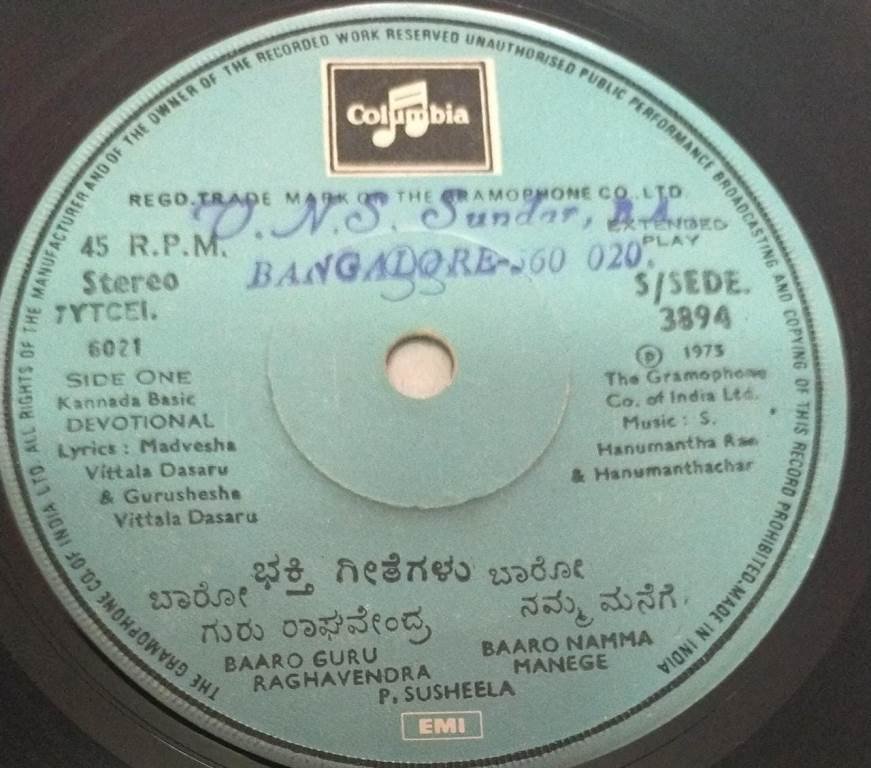 THE GRAMOPHONE CO. OF INDIA LTD. ALL RIGHTS OF THE MANUFACTURER AND OF THE OWNER OF THE RECORDED WORK RESERVED UNAUTHORISED PUBLIC PERFORMANCE BROADCASTING AND COPYING OF THIS RECORD PROHIBITED. MADE IN INDIA
Columbia
REGD. TRADE MARK OF THE GRAMOPHONE CO. LTD.
N.S. Sundar, B.A.
BANGALORE-560 020.
45 R.P.M.
Stereo
7YTCEI.
6021
SIDE ONE
Kannada Basic
DEVOTIONAL
Lyrics : Madvesha
Vittala Dasaru
& Gurusheshe
Vittala Dasaru
EXTENDED
PLAY
S/SEDE.
3894
Ⓟ 1973
The Gramophone
Co. of India Ltd.
Music : S.
Hanumantha Rao
& Hanumanthachar
ಭಕ್ತಿ ಗೀತೆಗಳು
ಬಾರೋ
ಗುರು ರಾಘವೇಂದ್ರ
BAARO GURU
RAGHAVENDRA
ಬಾರೋ
ನಮ್ಮ ಮನೆಗೆ
BAARO NAMMA
MANEGE
P. SUSHEELA
EMI